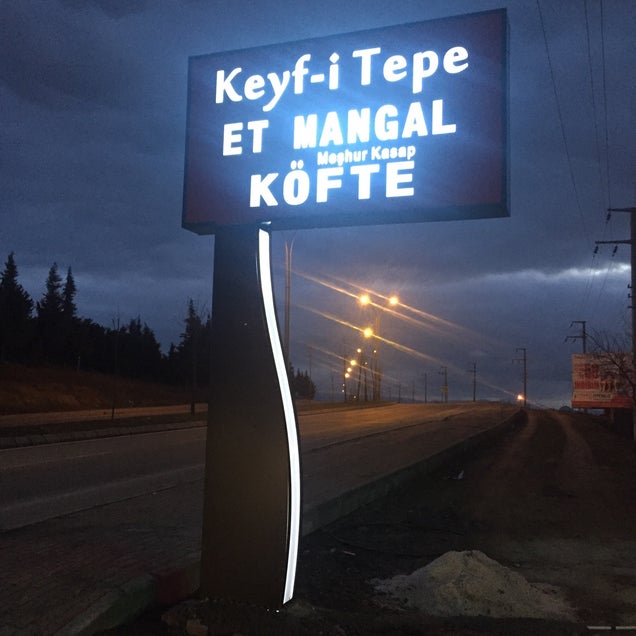 Keyf-i Tepe
ET MANGAL
Meşhur Kasap
KÖFTE